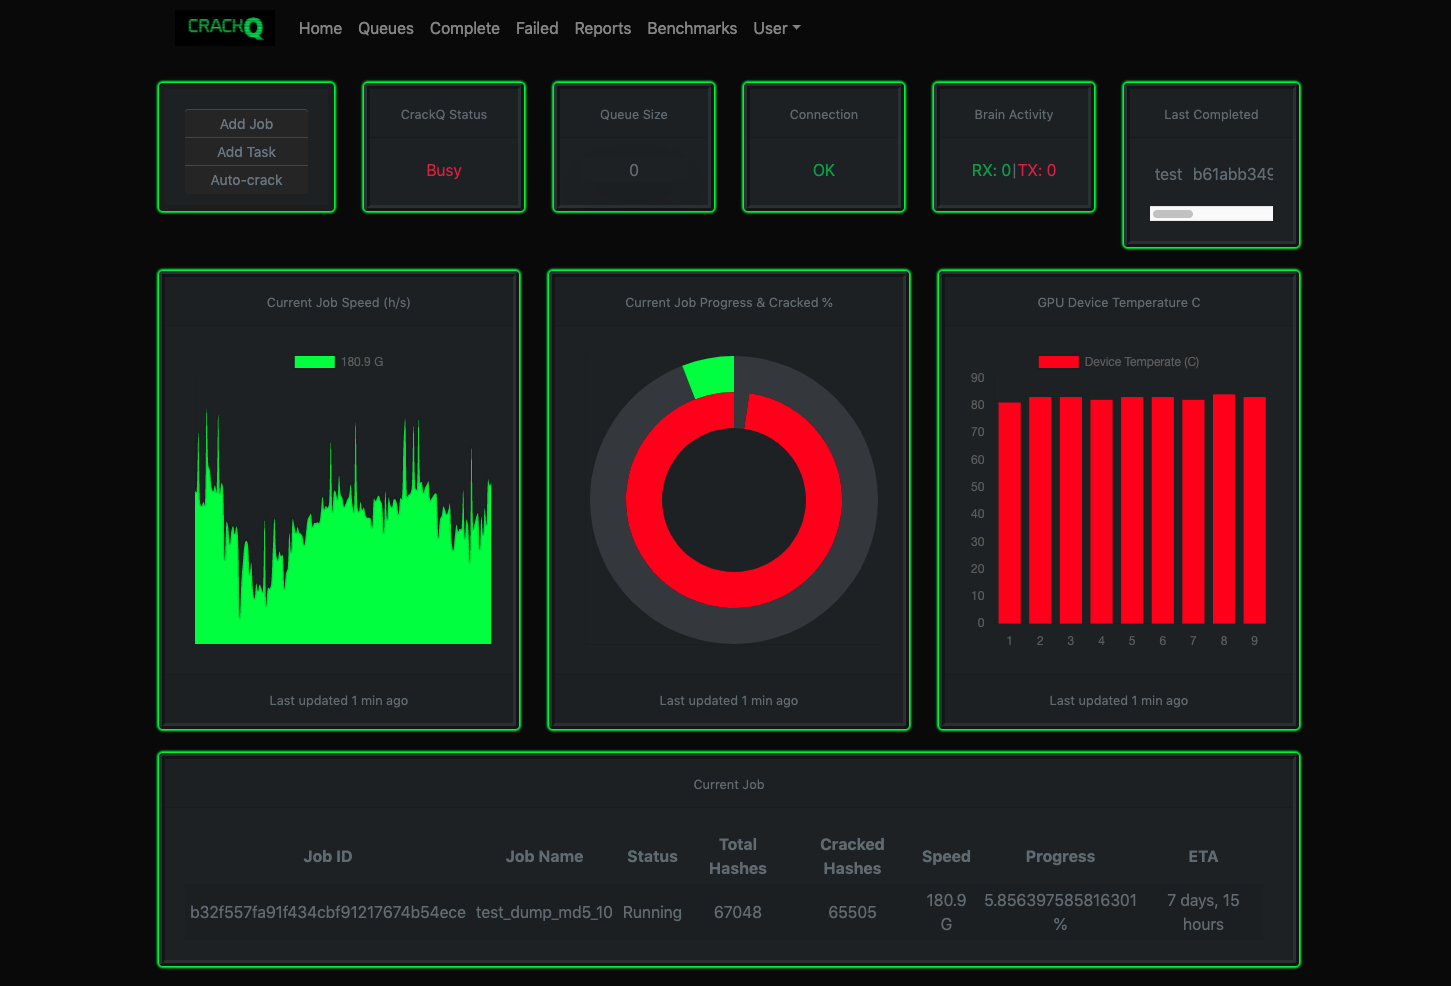 CRACKQ
Home Queues Complete Failed Reports Benchmarks User
Add Job
Add Task
Auto-crack
CrackQ Status
Busy
Queue Size
0
Connection
OK
Brain Activity
RX: 0|TX: 0
Last Completed
test b61abb349
Current Job Speed (h/s)
180.9 G
Last updated 1 min ago
Current Job Progress & Cracked %
Last updated 1 min ago
GPU Device Temperature C
Device Temperate (C)
90
80
70
60
50
40
30
20
10
0
1 2 3 4 5 6 7 8 9
Last updated 1 min ago
Current Job
Job ID Job Name Status Total Hashes Cracked Hashes Speed Progress ETA
b32f557fa91f434cbf91217674b54ece test_dump_md5_10 Running 67048 65505 180.9 G 5.856397585816301 % 7 days, 15 hours